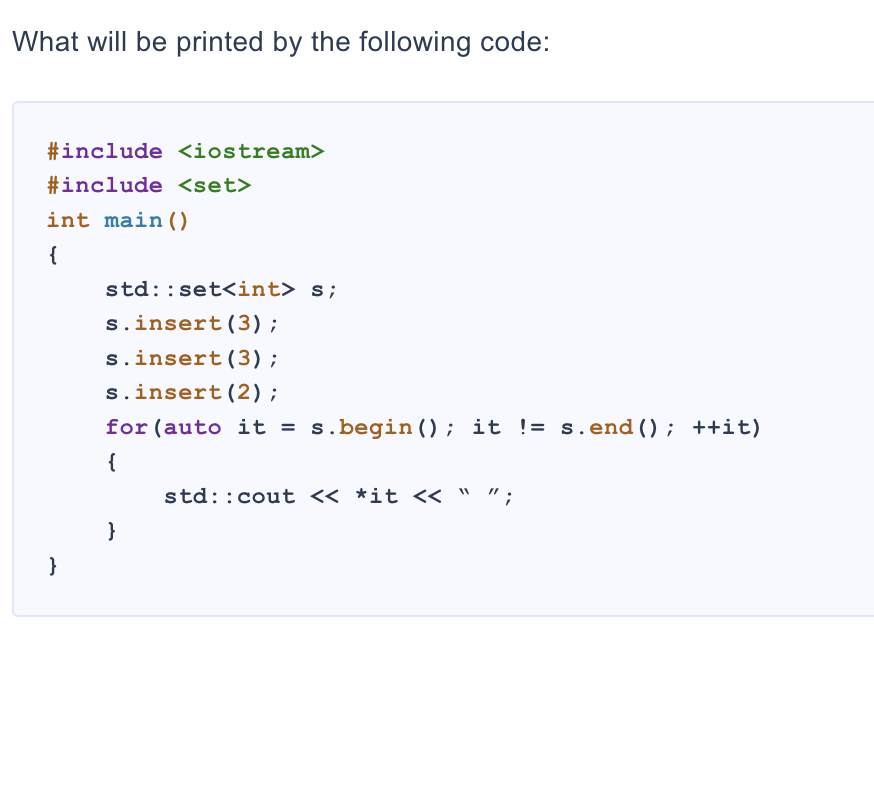 What will be printed by the following code:
#include <iostream>
#include <set>
int main()
{
    std::set<int> s;
    s.insert(3);
    s.insert(3);
    s.insert(2);
    for(auto it = s.begin(); it != s.end(); ++it)
    {
        std::cout << *it << “ ”;
    }
}